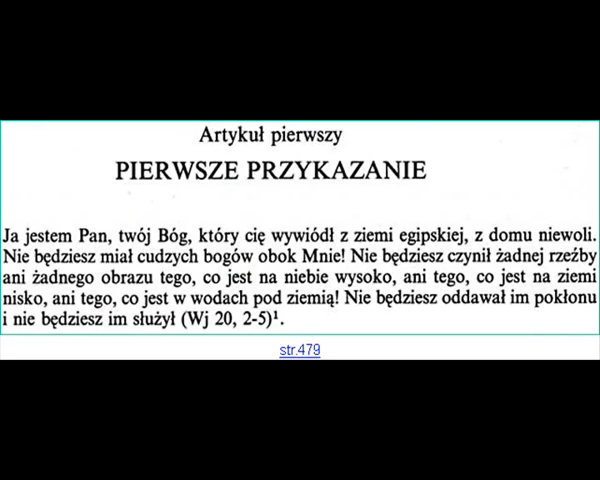 Artykuł pierwszy
PIERWSZE PRZYKAZANIE
Ja jestem Pan, twój Bóg, który cię wywiódł z ziemi egipskiej, z domu niewoli.
Nie będziesz miał cudzych bogów obok Mnie! Nie będziesz czynił żadnej rzeźby
ani żadnego obrazu tego, co jest na niebie wysoko, ani tego, co jest na ziemi
nisko, ani tego, co jest w wodach pod ziemią! Nie będziesz oddawał im pokłonu
i nie będziesz im służył (Wj 20, 2-5)¹.
str.479